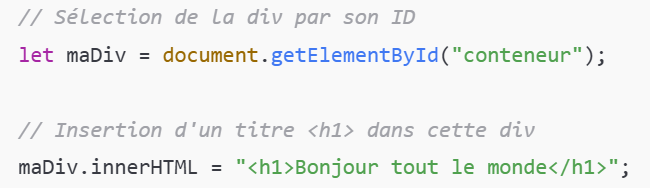 // Sélection de la div par son ID
let maDiv = document.getElementById("conteneur");
// Insertion d'un titre <h1> dans cette div
maDiv.innerHTML = "<h1>Bonjour tout le monde</h1>";